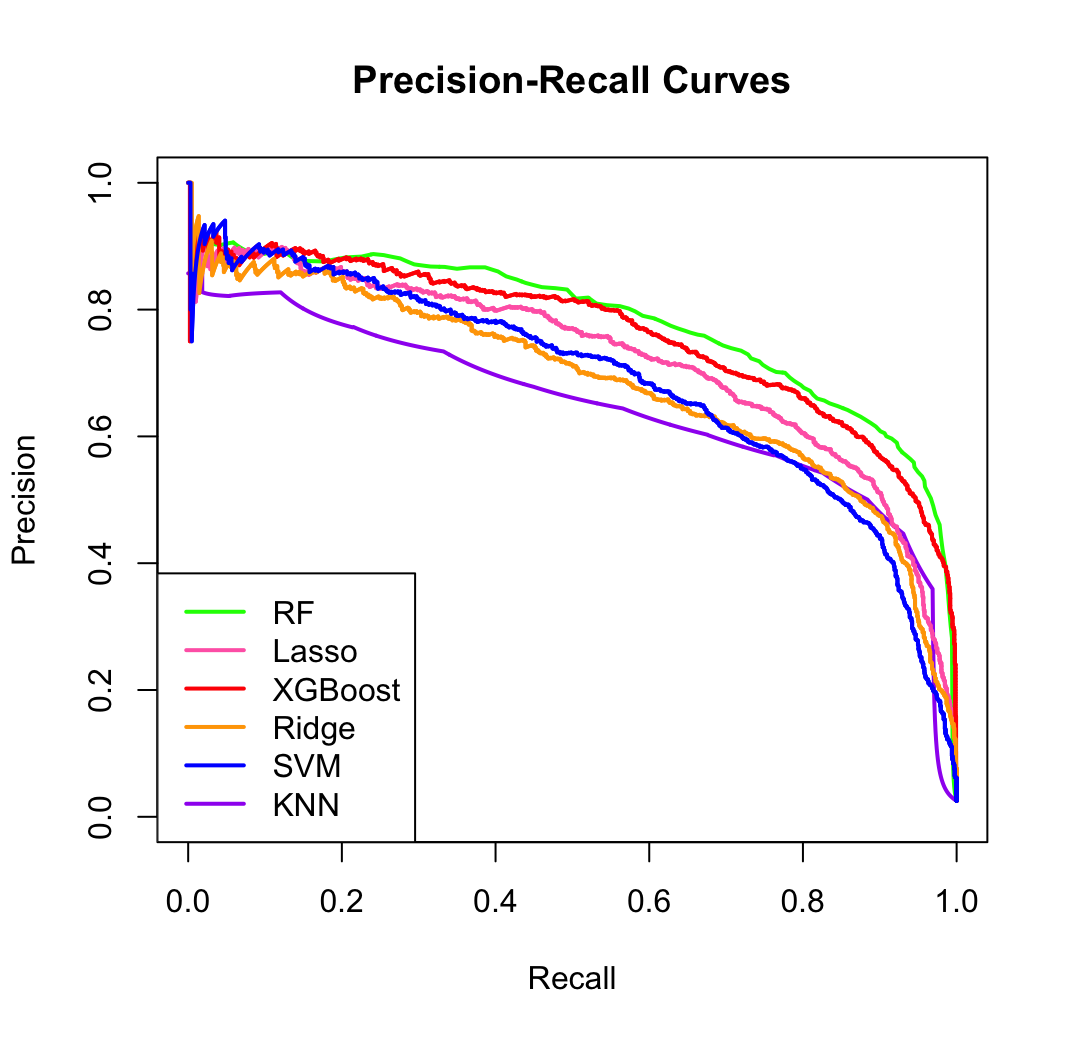 Precision-Recall Curves
Precision
1.0
0.8
0.6
0.4
0.2
0.0
RF
Lasso
XGBoost
Ridge
SVM
KNN
0.0 0.2 0.4 0.6 0.8 1.0
Recall